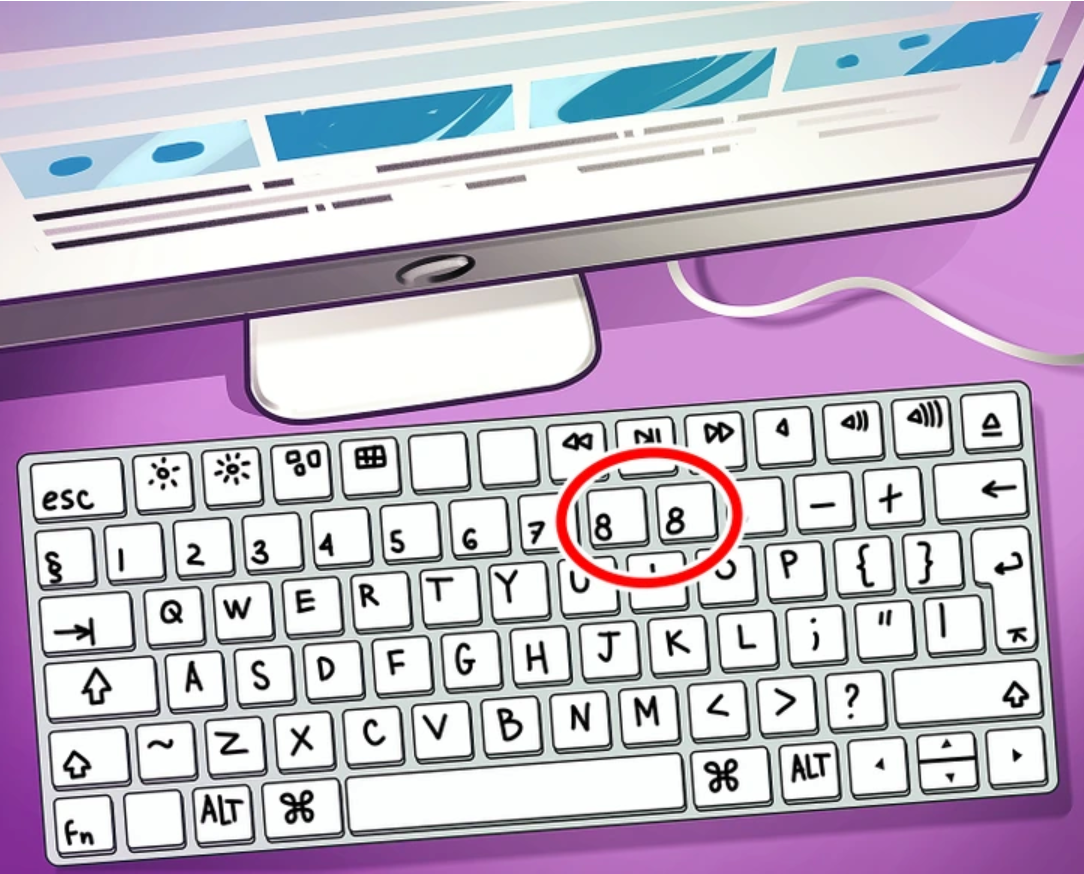 esc
§ 1 2 3 4 5 6 7 8 8 - +
Q W E R T Y U P { }
A S D F G H J K L ; " |
~ Z X C V B N M < > ?
fn ALT ⌘ ⌘ ALT